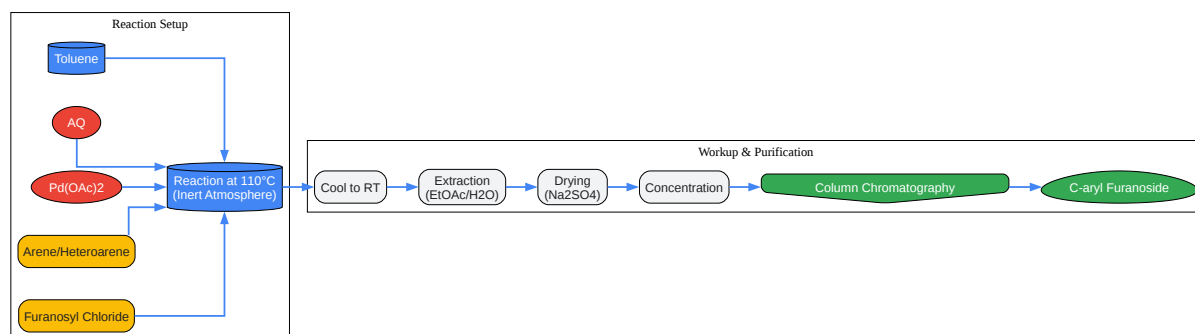 Reaction Setup
Toluene
AQ
Pd(OAc)2
Arene/Heteroarene
Furanosyl Chloride
Reaction at 110°C
(Inert Atmosphere)
Workup & Purification
Cool to RT
Extraction
(EtOAc/H2O)
Drying
(Na2SO4)
Concentration
Column Chromatography
C-aryl Furanoside